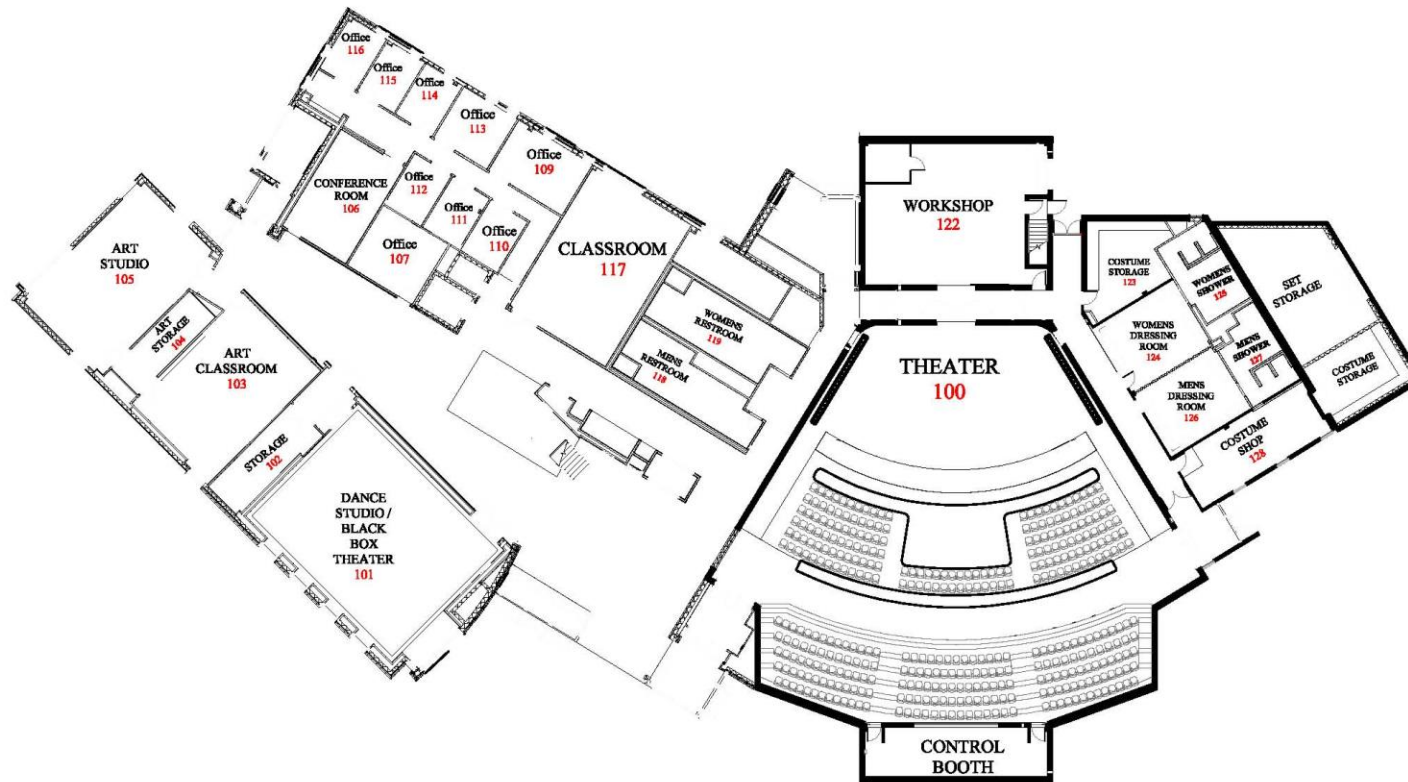 Office
116
Office
115
Office
114
Office
113
Office
109
CONFERENCE
ROOM
106
Office
112
Office
111
Office
110
Office
107
CLASSROOM
117
ART
STUDIO
105
ART
STORAGE
104
ART
CLASSROOM
103
STORAGE
102
DANCE
STUDIO /
BLACK
BOX
THEATER
101
WOMENS
RESTROOM
119
MENS
RESTROOM
118
WORKSHOP
122
THEATER
100
COSTUME
STORAGE
123
WOMENS
SHOWER
125
WOMENS
DRESSING
ROOM
124
MENS
SHOWER
127
MENS
DRESSING
ROOM
126
COSTUME
SHOP
128
SET
STORAGE
COSTUME
STORAGE
CONTROL
BOOTH